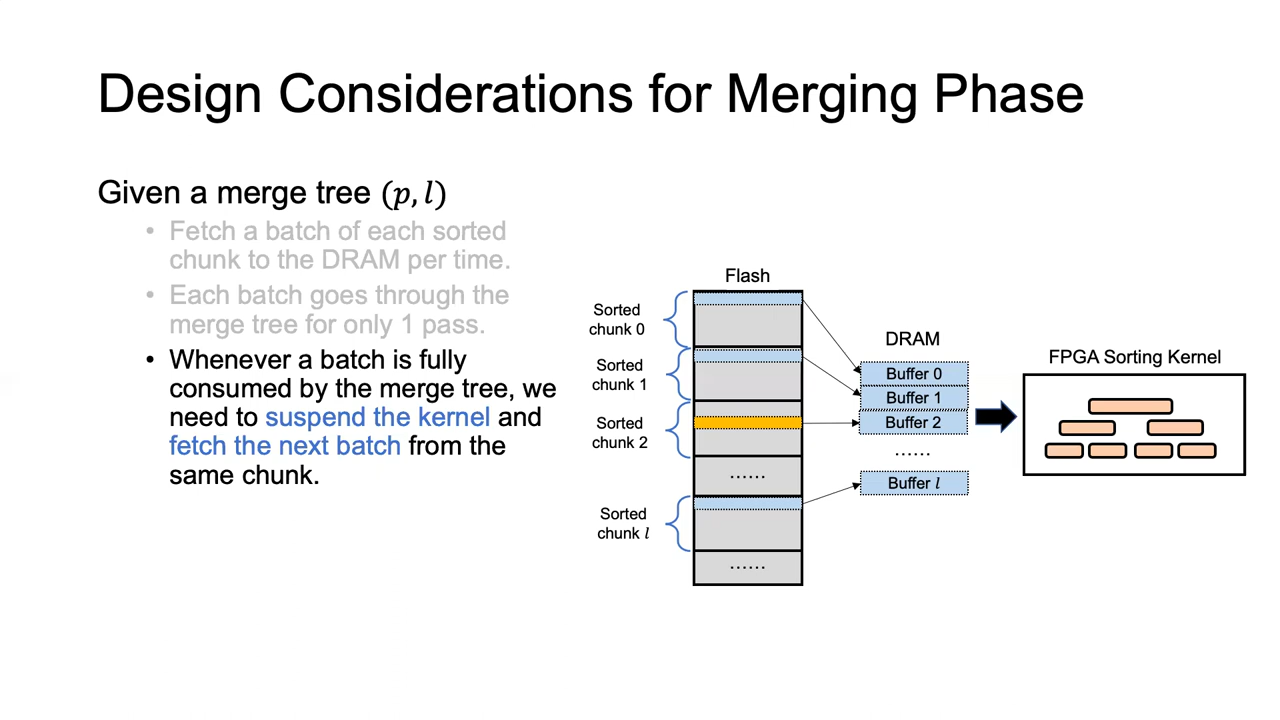 Design Considerations for Merging Phase
Given a merge tree (p, l)
• Fetch a batch of each sorted
chunk to the DRAM per time.
• Each batch goes through the
merge tree for only 1 pass.
• Whenever a batch is fully
consumed by the merge tree, we
need to suspend the kernel and
fetch the next batch from the
same chunk.
Flash
Sorted
chunk 0
Sorted
chunk 1
Sorted
chunk 2
......
Sorted
chunk l
......
DRAM
Buffer 0
Buffer 1
Buffer 2
......
Buffer l
FPGA Sorting Kernel